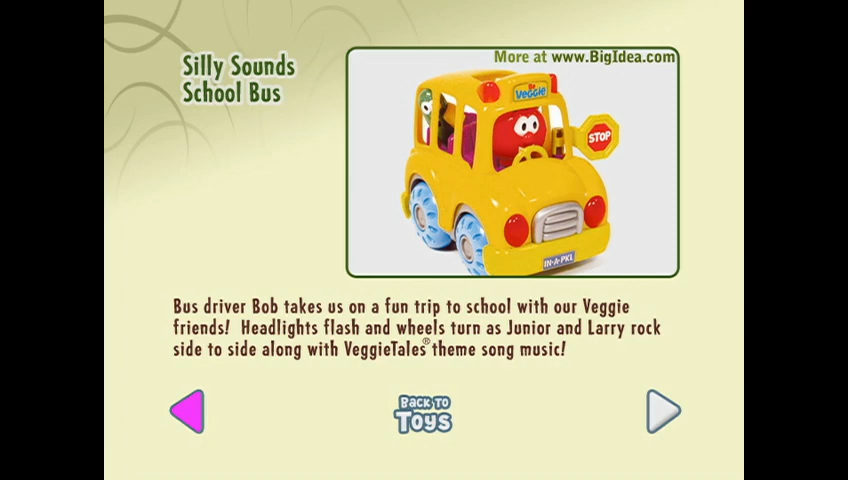 Silly Sounds
School Bus
More at www.BigIdea.com
Be
Veggie
STOP
IN-A-PKL
Bus driver Bob takes us on a fun trip to school with our Veggie
friends! Headlights flash and wheels turn as Junior and Larry rock
side to side along with VeggieTales® theme song music!
Back to
Toys